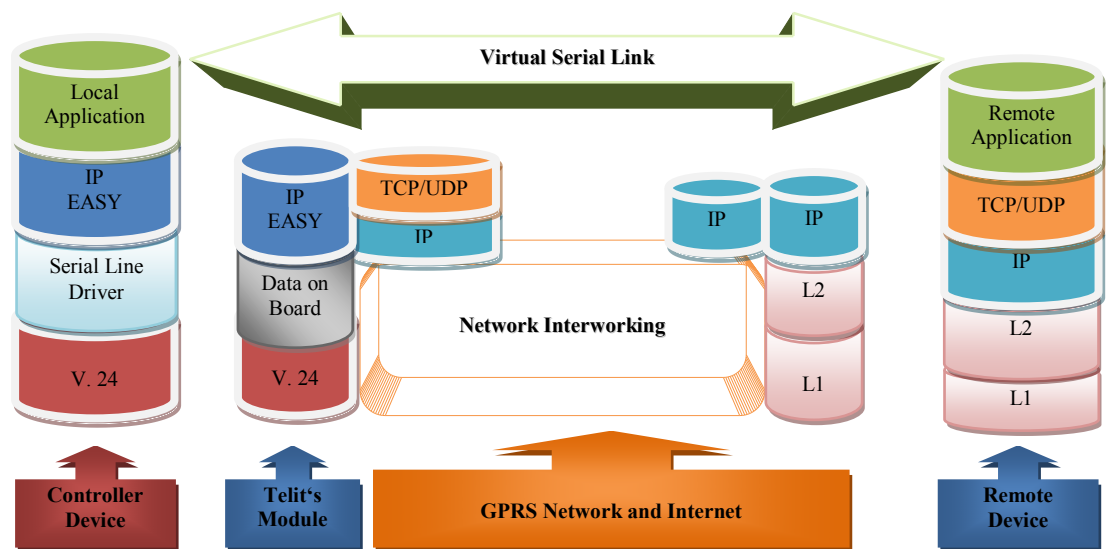 Virtual Serial Link
Local
Application
IP
EASY
Serial Line
Driver
V. 24
IP
EASY
Data on
Board
V. 24
TCP/UDP
IP
Network Interworking
IP
IP
L2
L1
Remote
Application
TCP/UDP
IP
L2
L1
Controller
Device
Telit‘s
Module
GPRS Network and Internet
Remote
Device